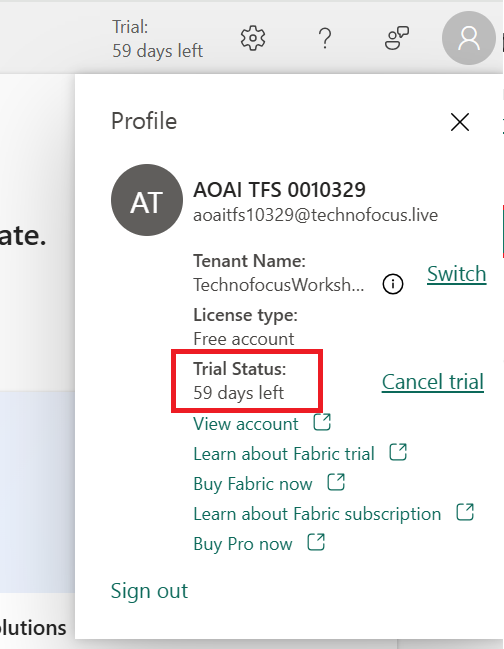 Trial:
59 days left
Profile
AT
AOAI TFS 0010329
aoaitfs10329@technofocus.live
ate.
Tenant Name:
TechnofocusWorksh...
Switch
License type:
Free account
Trial Status:
59 days left
Cancel trial
View account
Learn about Fabric trial
Buy Fabric now
Learn about Fabric subscription
Buy Pro now
Sign out
olutions